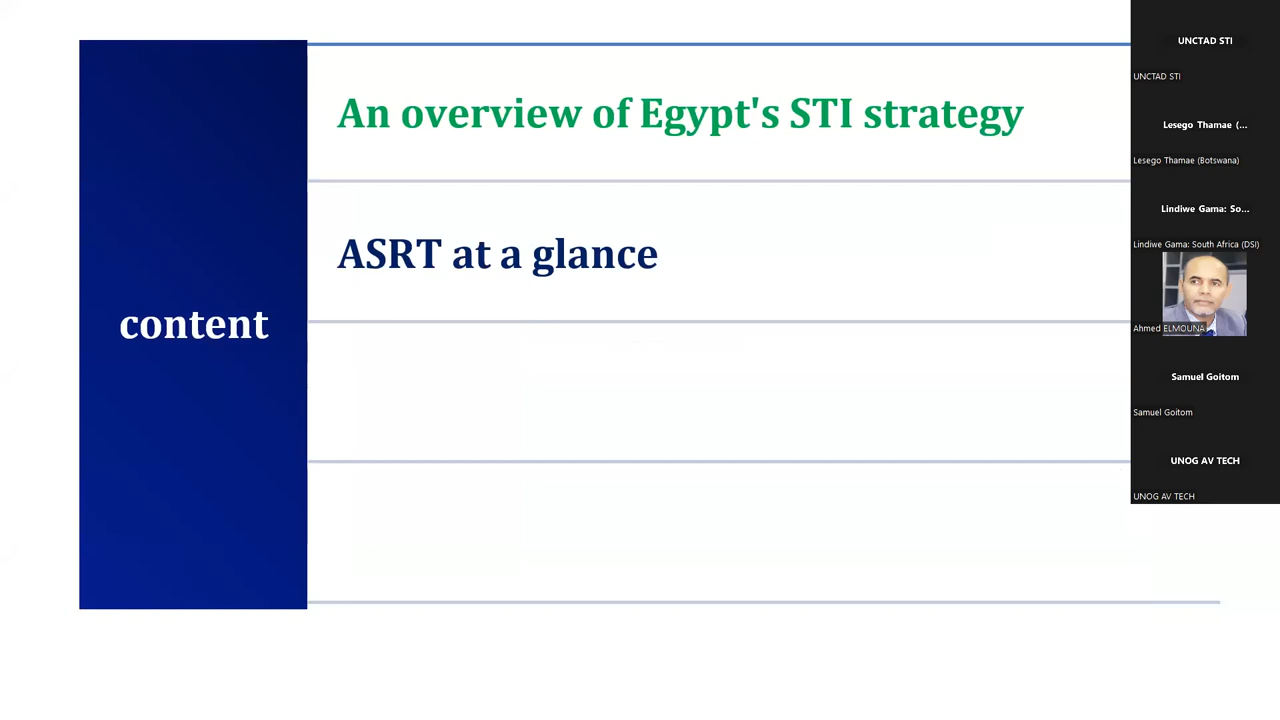 content
An overview of Egypt's STI strategy
ASRT at a glance
UNCTAD STI
UNCTAD STI
Lesego Thamae (...
Lesego Thamae (Botswana)
Lindiwe Gama: So...
Lindiwe Gama: South Africa (DSI)
Ahmed ELMOUNA
Samuel Goitom
Samuel Goitom
UNOG AV TECH
UNOG AV TECH